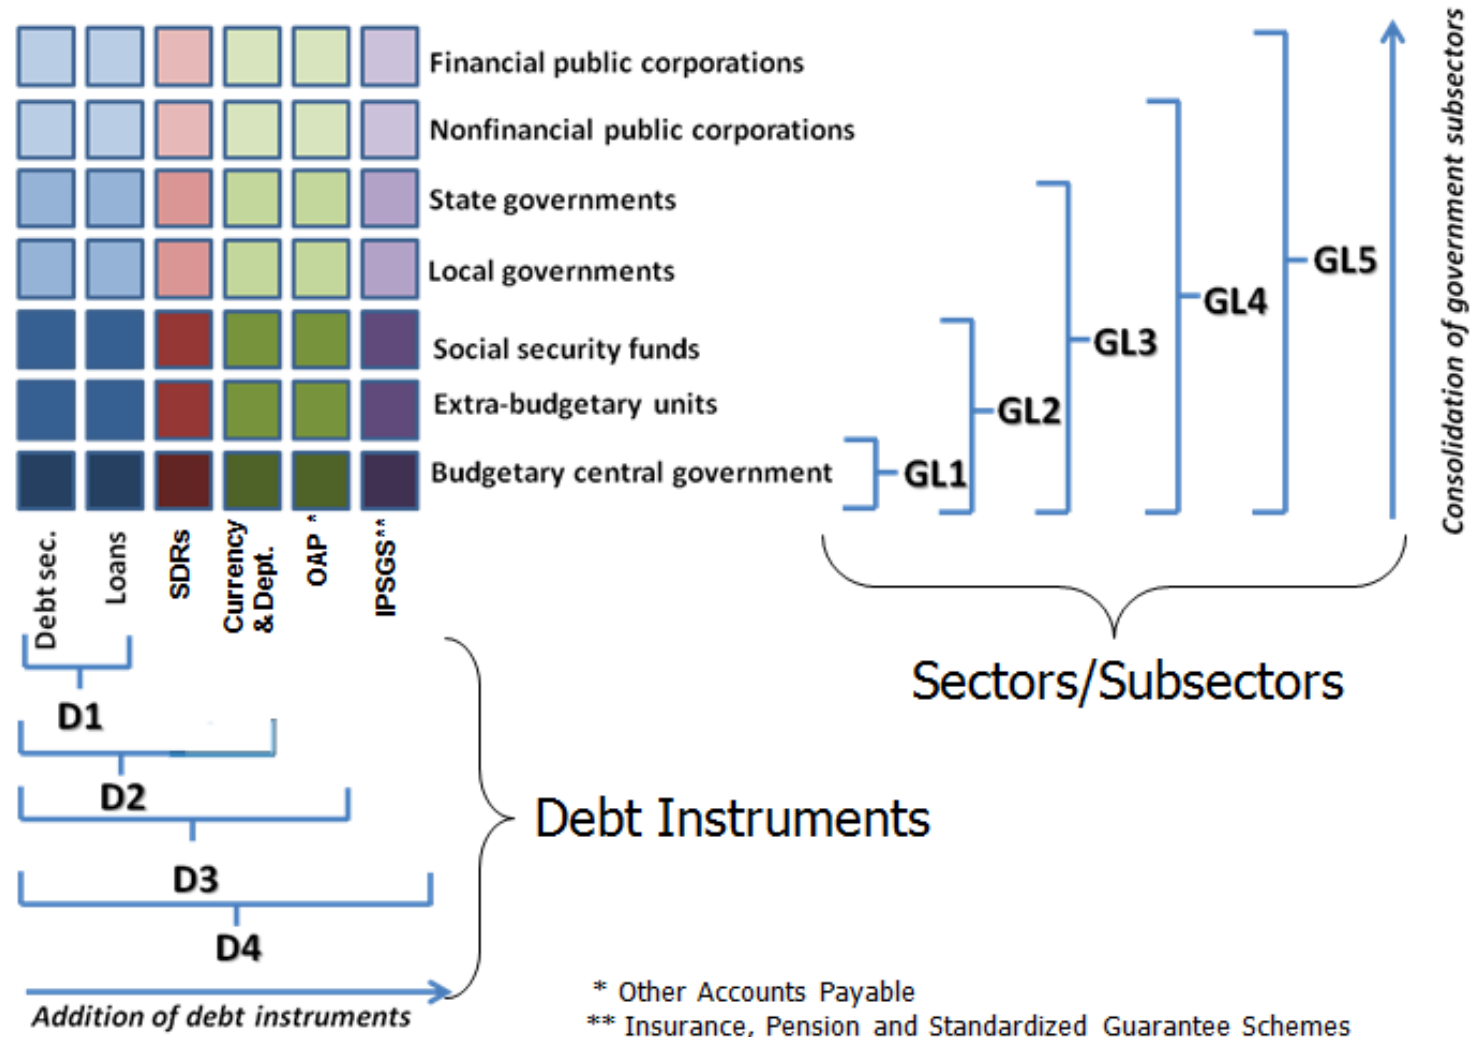 Financial public corporations
Nonfinancial public corporations
State governments
Local governments
Social security funds
Extra-budgetary units
Budgetary central government
GL1
GL2
GL3
GL4
GL5
Consolidation of government subsectors
Debt sec.
Loans
SDRs
Currency
& Dept.
OAP *
IPSGS**
Sectors/Subsectors
D1
D2
D3
D4
Debt Instruments
Addition of debt instruments
* Other Accounts Payable
** Insurance, Pension and Standardized Guarantee Schemes